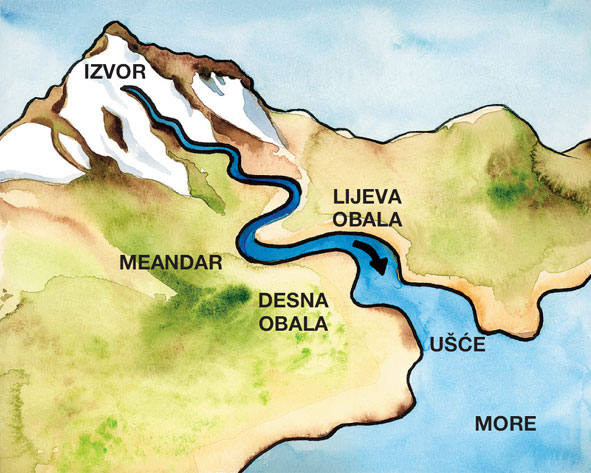 IZVOR
LIJEVA
OBALA
MEANDAR
DESNA
OBALA
UŠĆE
MORE